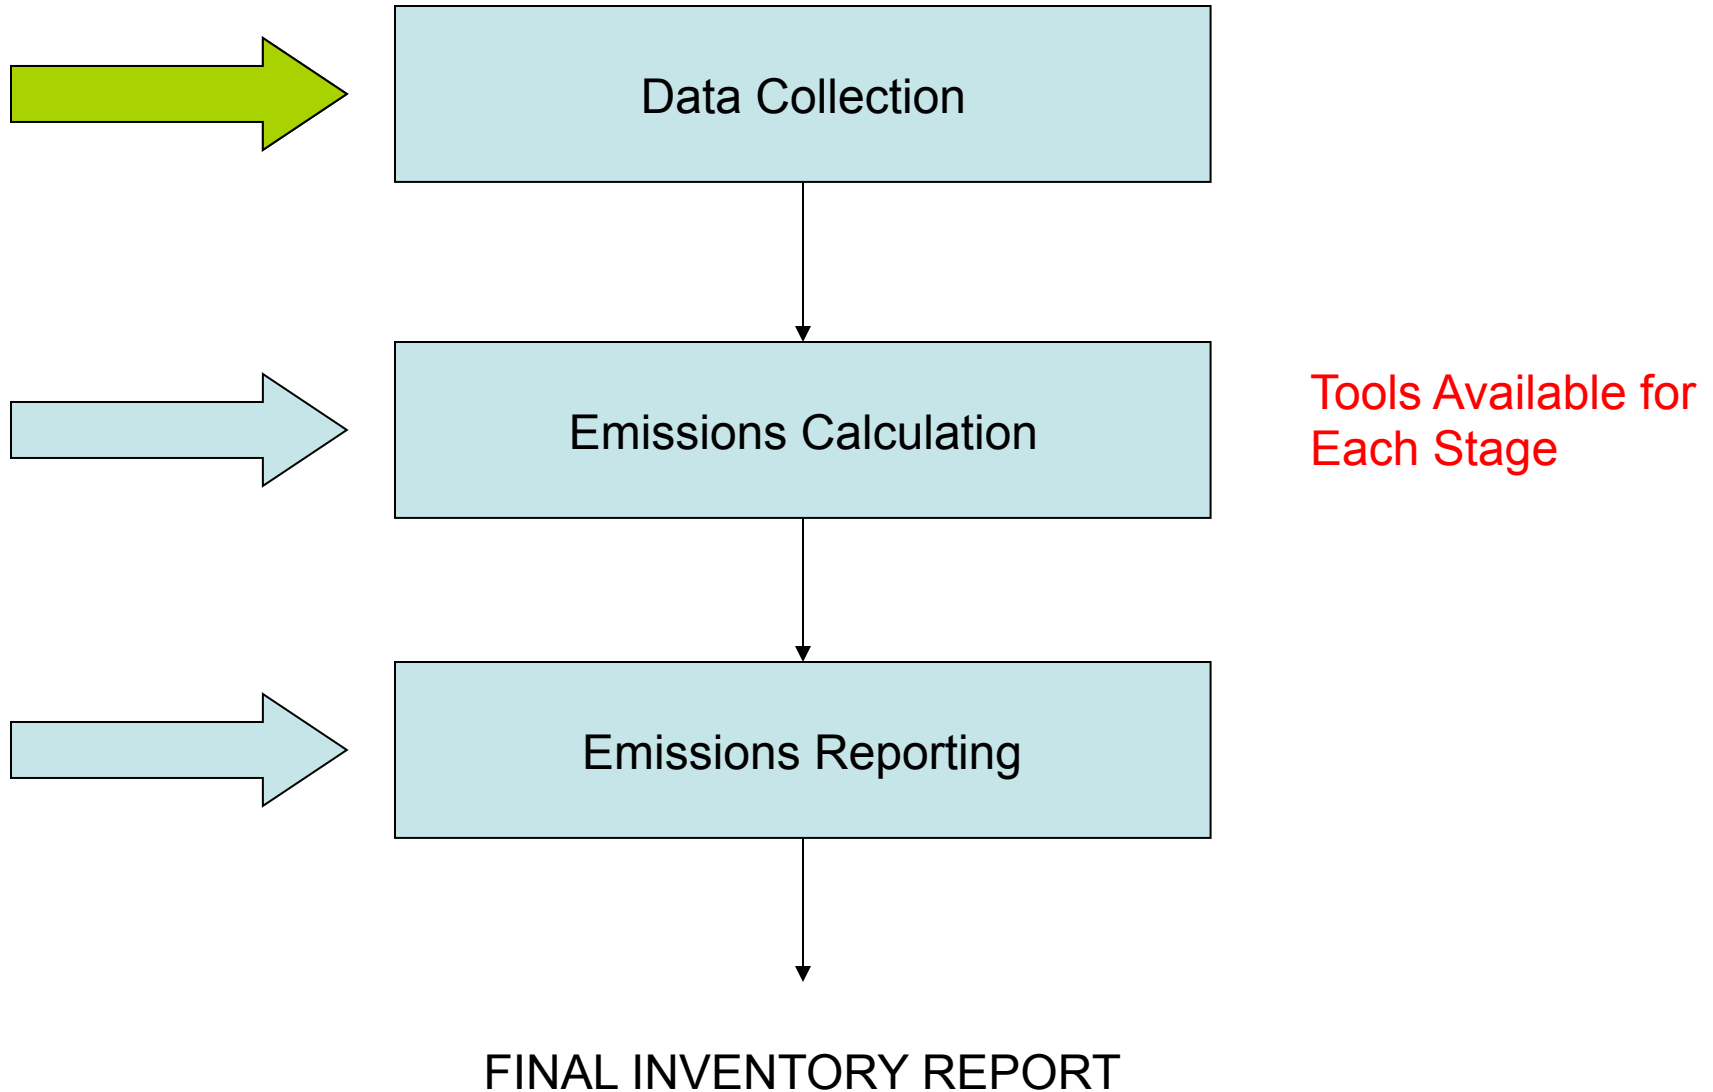 Data Collection
Emissions Calculation
Tools Available for
Each Stage
Emissions Reporting
FINAL INVENTORY REPORT